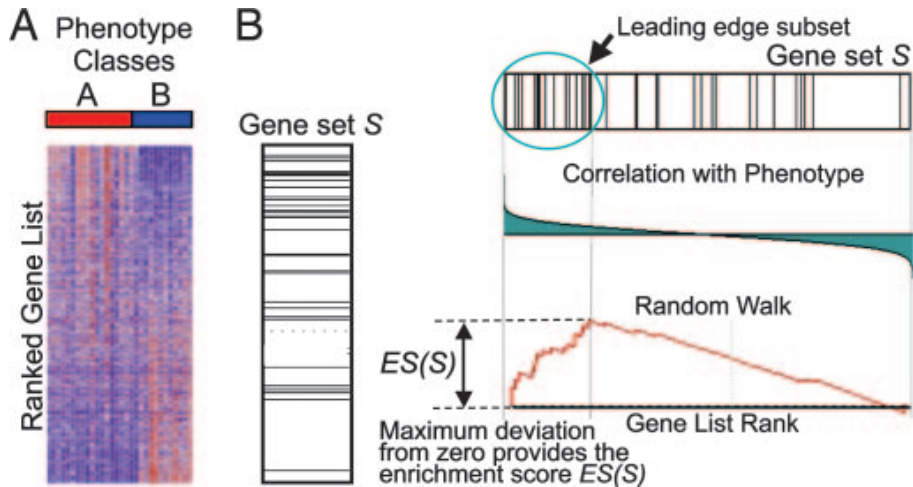 A
Phenotype
Classes
A B
Ranked Gene List
B
Gene set S
Leading edge subset
Gene set S
Correlation with Phenotype
Random Walk
ES(S)
Gene List Rank
Maximum deviation
from zero provides the
enrichment score ES(S)